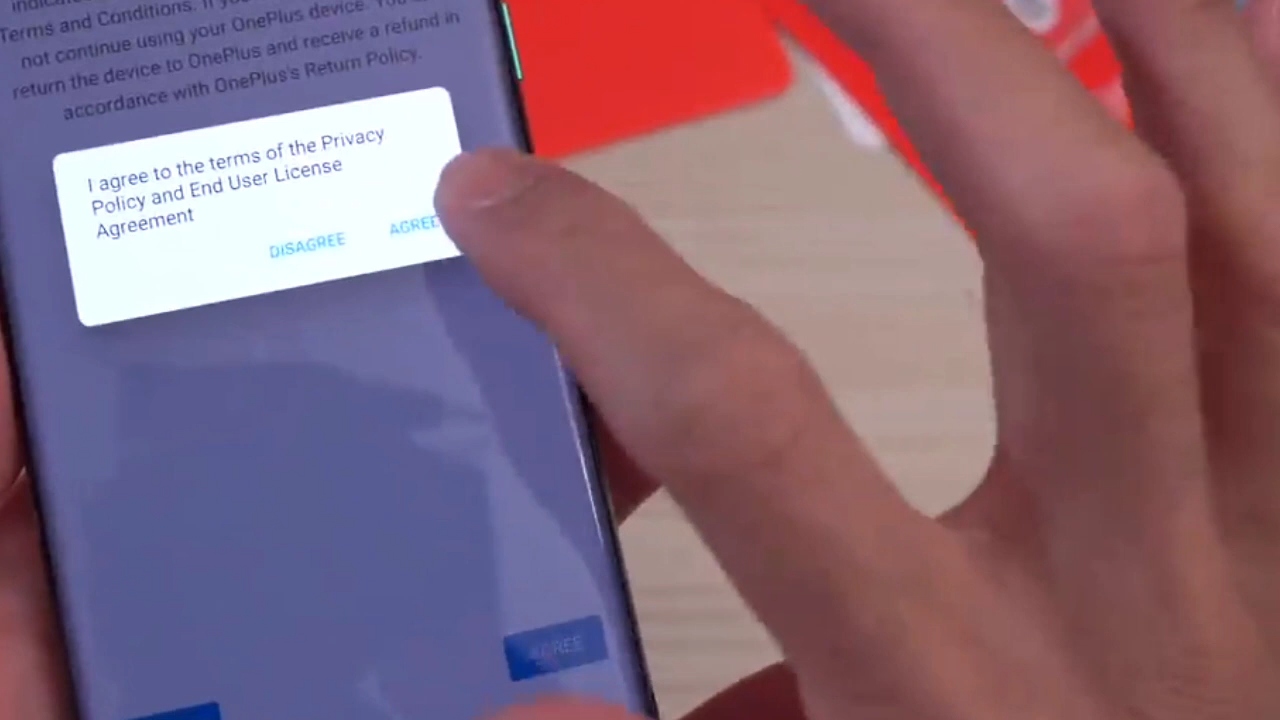 Terms and Conditions. If you
not continue using your OnePlus device. You
return the device to OnePlus and receive a refund in
accordance with OnePlus's Return Policy.
I agree to the terms of the Privacy
Policy and End User License
Agreement
DISAGREE AGREE
AGREE